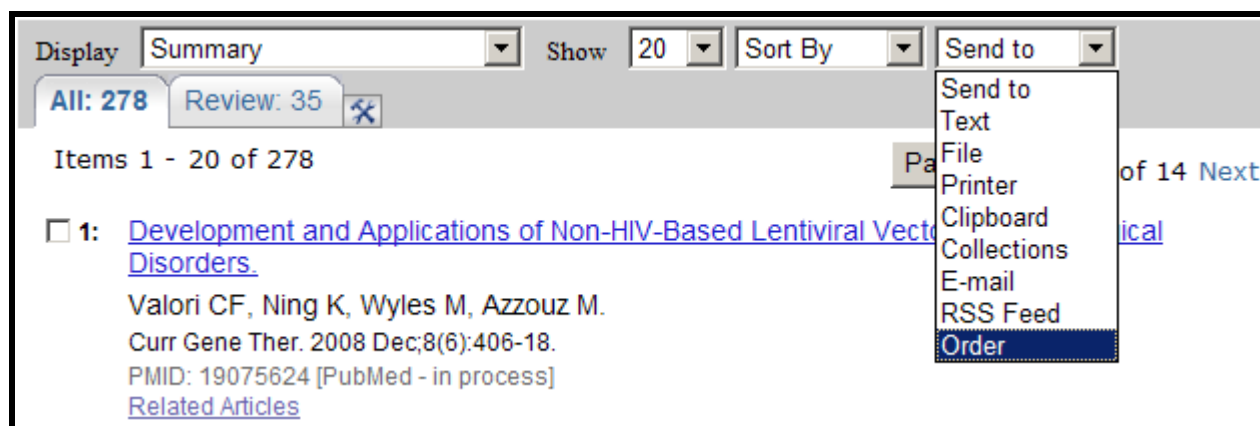 Display Summary Show 20 Sort By Send to
Send to
Text
File
Printer
Clipboard
Collections
E-mail
RSS Feed
Order
All: 278 Review: 35
Items 1 - 20 of 278 of 14 Next
1: Development and Applications of Non-HIV-Based Lentiviral
Disorders.
Valori CF, Ning K, Wyles M, Azzouz M.
Curr Gene Ther. 2008 Dec;8(6):406-18.
PMID: 19075624 [PubMed - in process]
Related Articles